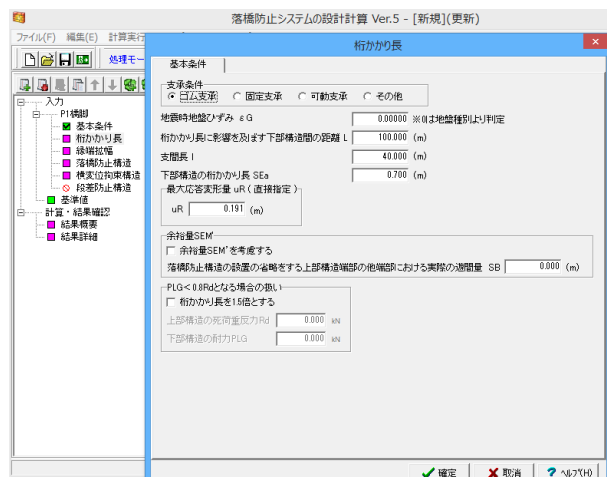 落橋防止システムの設計計算 Ver.5 - [新規](更新)
ファイル(F) 編集(E) 計算実行
処理モー
入力
P1橋脚
基本条件
桁かかり長
縁端拡幅
落橋防止構造
横変位拘束構造
段差防止構造
基準値
計算・結果確認
結果概要
結果詳細
桁かかり長
基本条件
支承条件
ゴム支承 固定支承 可動支承 その他
地震時地盤ひずみ εG 0.00000 ※0は地盤種別より判定
桁かかり長に影響を及ぼす下部構造間の距離 L 100.000 (m)
支間長 l 40.000 (m)
下部構造の桁かかり長 SEa 0.700 (m)
最大応答変形量 uR(直接指定)
uR 0.191 (m)
余裕量SEM'
余裕量SEM'を考慮する
落橋防止構造の設置の省略をする上部構造端部の他端部における実際の遊間量 SB 0.000 (m)
PLG<0.8Rdとなる場合の扱い
桁かかり長を1.5倍とする
上部構造の死荷重反力Rd 0.000 kN
下部構造の耐力PLG 0.000 kN
確定 取消 ? ヘルプ(H)